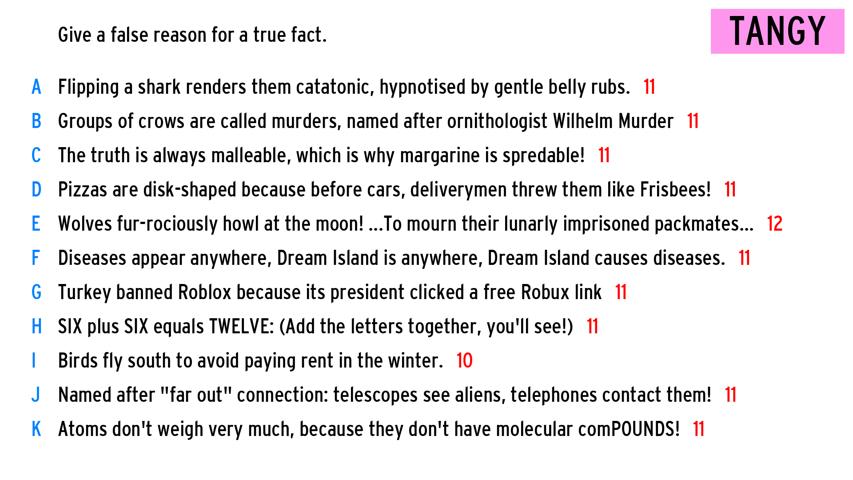 Give a false reason for a true fact.
TANGY
A Flipping a shark renders them catatonic, hypnotised by gentle belly rubs. 11
B Groups of crows are called murders, named after ornithologist Wilhelm Murder 11
C The truth is always malleable, which is why margarine is spredable! 11
D Pizzas are disk-shaped because before cars, deliverymen threw them like Frisbees! 11
E Wolves fur-rociously howl at the moon! ...To mourn their lunarly imprisoned packmates... 12
F Diseases appear anywhere, Dream Island is anywhere, Dream Island causes diseases. 11
G Turkey banned Roblox because its president clicked a free Robux link 11
H SIX plus SIX equals TWELVE: (Add the letters together, you'll see!) 11
I Birds fly south to avoid paying rent in the winter. 10
J Named after "far out" connection: telescopes see aliens, telephones contact them! 11
K Atoms don't weigh very much, because they don't have molecular comPOUNDS! 11